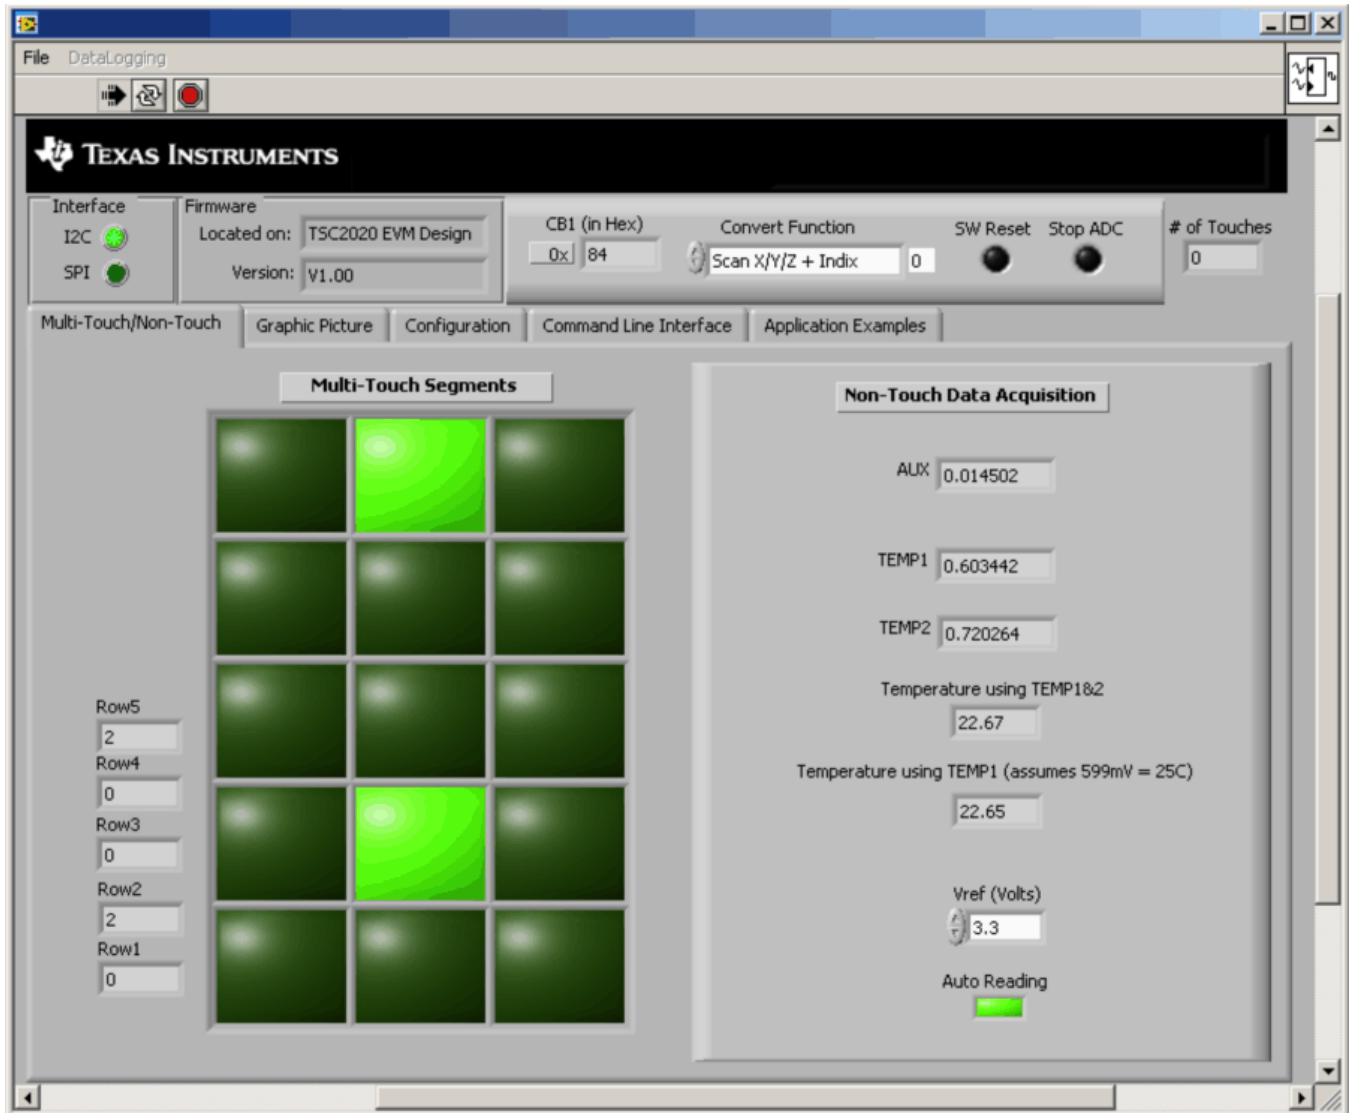 File DataLogging
TEXAS INSTRUMENTS
Interface
I2C
SPI
Firmware
Located on: TSC2020 EVM Design
Version: V1.00
CB1 (in Hex)
0x 84
Convert Function
Scan X/Y/Z + Indix 0
SW Reset Stop ADC
# of Touches
0
Multi-Touch/Non-Touch Graphic Picture Configuration Command Line Interface Application Examples
Multi-Touch Segments
Row5
2
Row4
0
Row3
0
Row2
2
Row1
0
Non-Touch Data Acquisition
AUX 0.014502
TEMP1 0.603442
TEMP2 0.720264
Temperature using TEMP1&2
22.67
Temperature using TEMP1 (assumes 599mV = 25C)
22.65
Vref (Volts)
3.3
Auto Reading